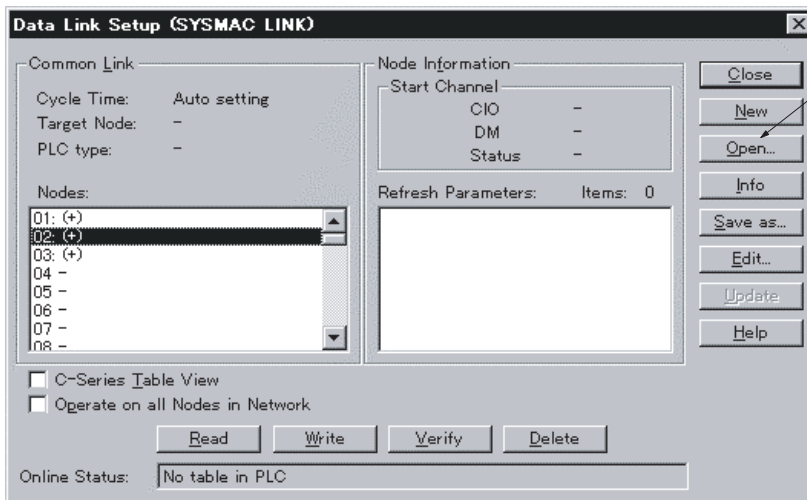 Data Link Setup (SYSMAC LINK)
Common Link
Cycle Time: Auto setting
Target Node: -
PLC type: -
Nodes:
01: (+)
02: (+)
03: (+)
04 -
05 -
06 -
07 -
08 -
Node Information
Start Channel
CIO -
DM -
Status -
Refresh Parameters: Items: 0
Close
New
Open...
Info
Save as...
Edit...
Update
Help
C-Series Table View
Operate on all Nodes in Network
Read Write Verify Delete
Online Status: No table in PLC